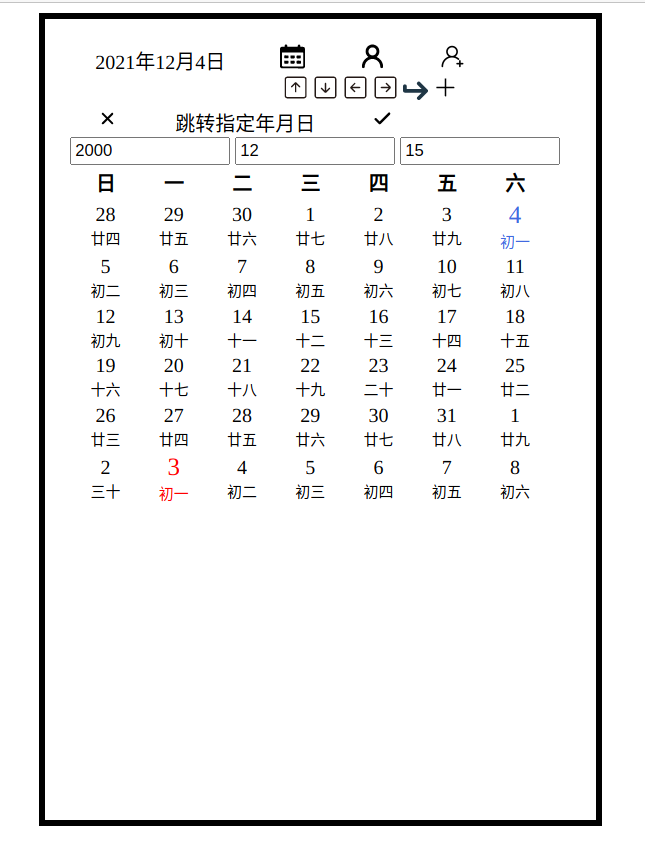 2021年12月4日
跳转指定年月日
2000 12 15
日 一 二 三 四 五 六
28 29 30 1 2 3 4
廿四 廿五 廿六 廿七 廿八 廿九 初一
5 6 7 8 9 10 11
初二 初三 初四 初五 初六 初七 初八
12 13 14 15 16 17 18
初九 初十 十一 十二 十三 十四 十五
19 20 21 22 23 24 25
十六 十七 十八 十九 二十 廿一 廿二
26 27 28 29 30 31 1
廿三 廿四 廿五 廿六 廿七 廿八 廿九
2 3 4 5 6 7 8
三十 初一 初二 初三 初四 初五 初六